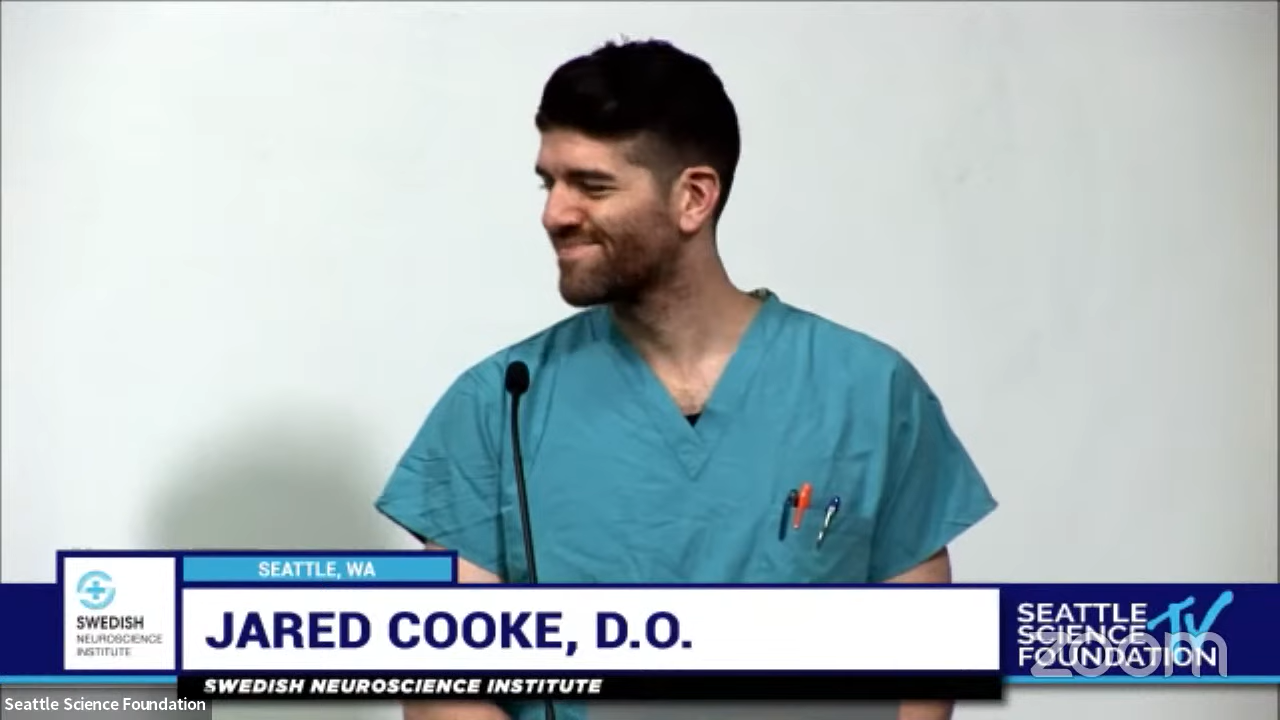 SEATTLE, WA
SWEDISH
NEUROSCIENCE
INSTITUTE
JARED COOKE, D.O.
SWEDISH NEUROSCIENCE INSTITUTE
SEATTLE
SCIENCE
FOUNDATION
TV
zoom
Seattle Science Foundation